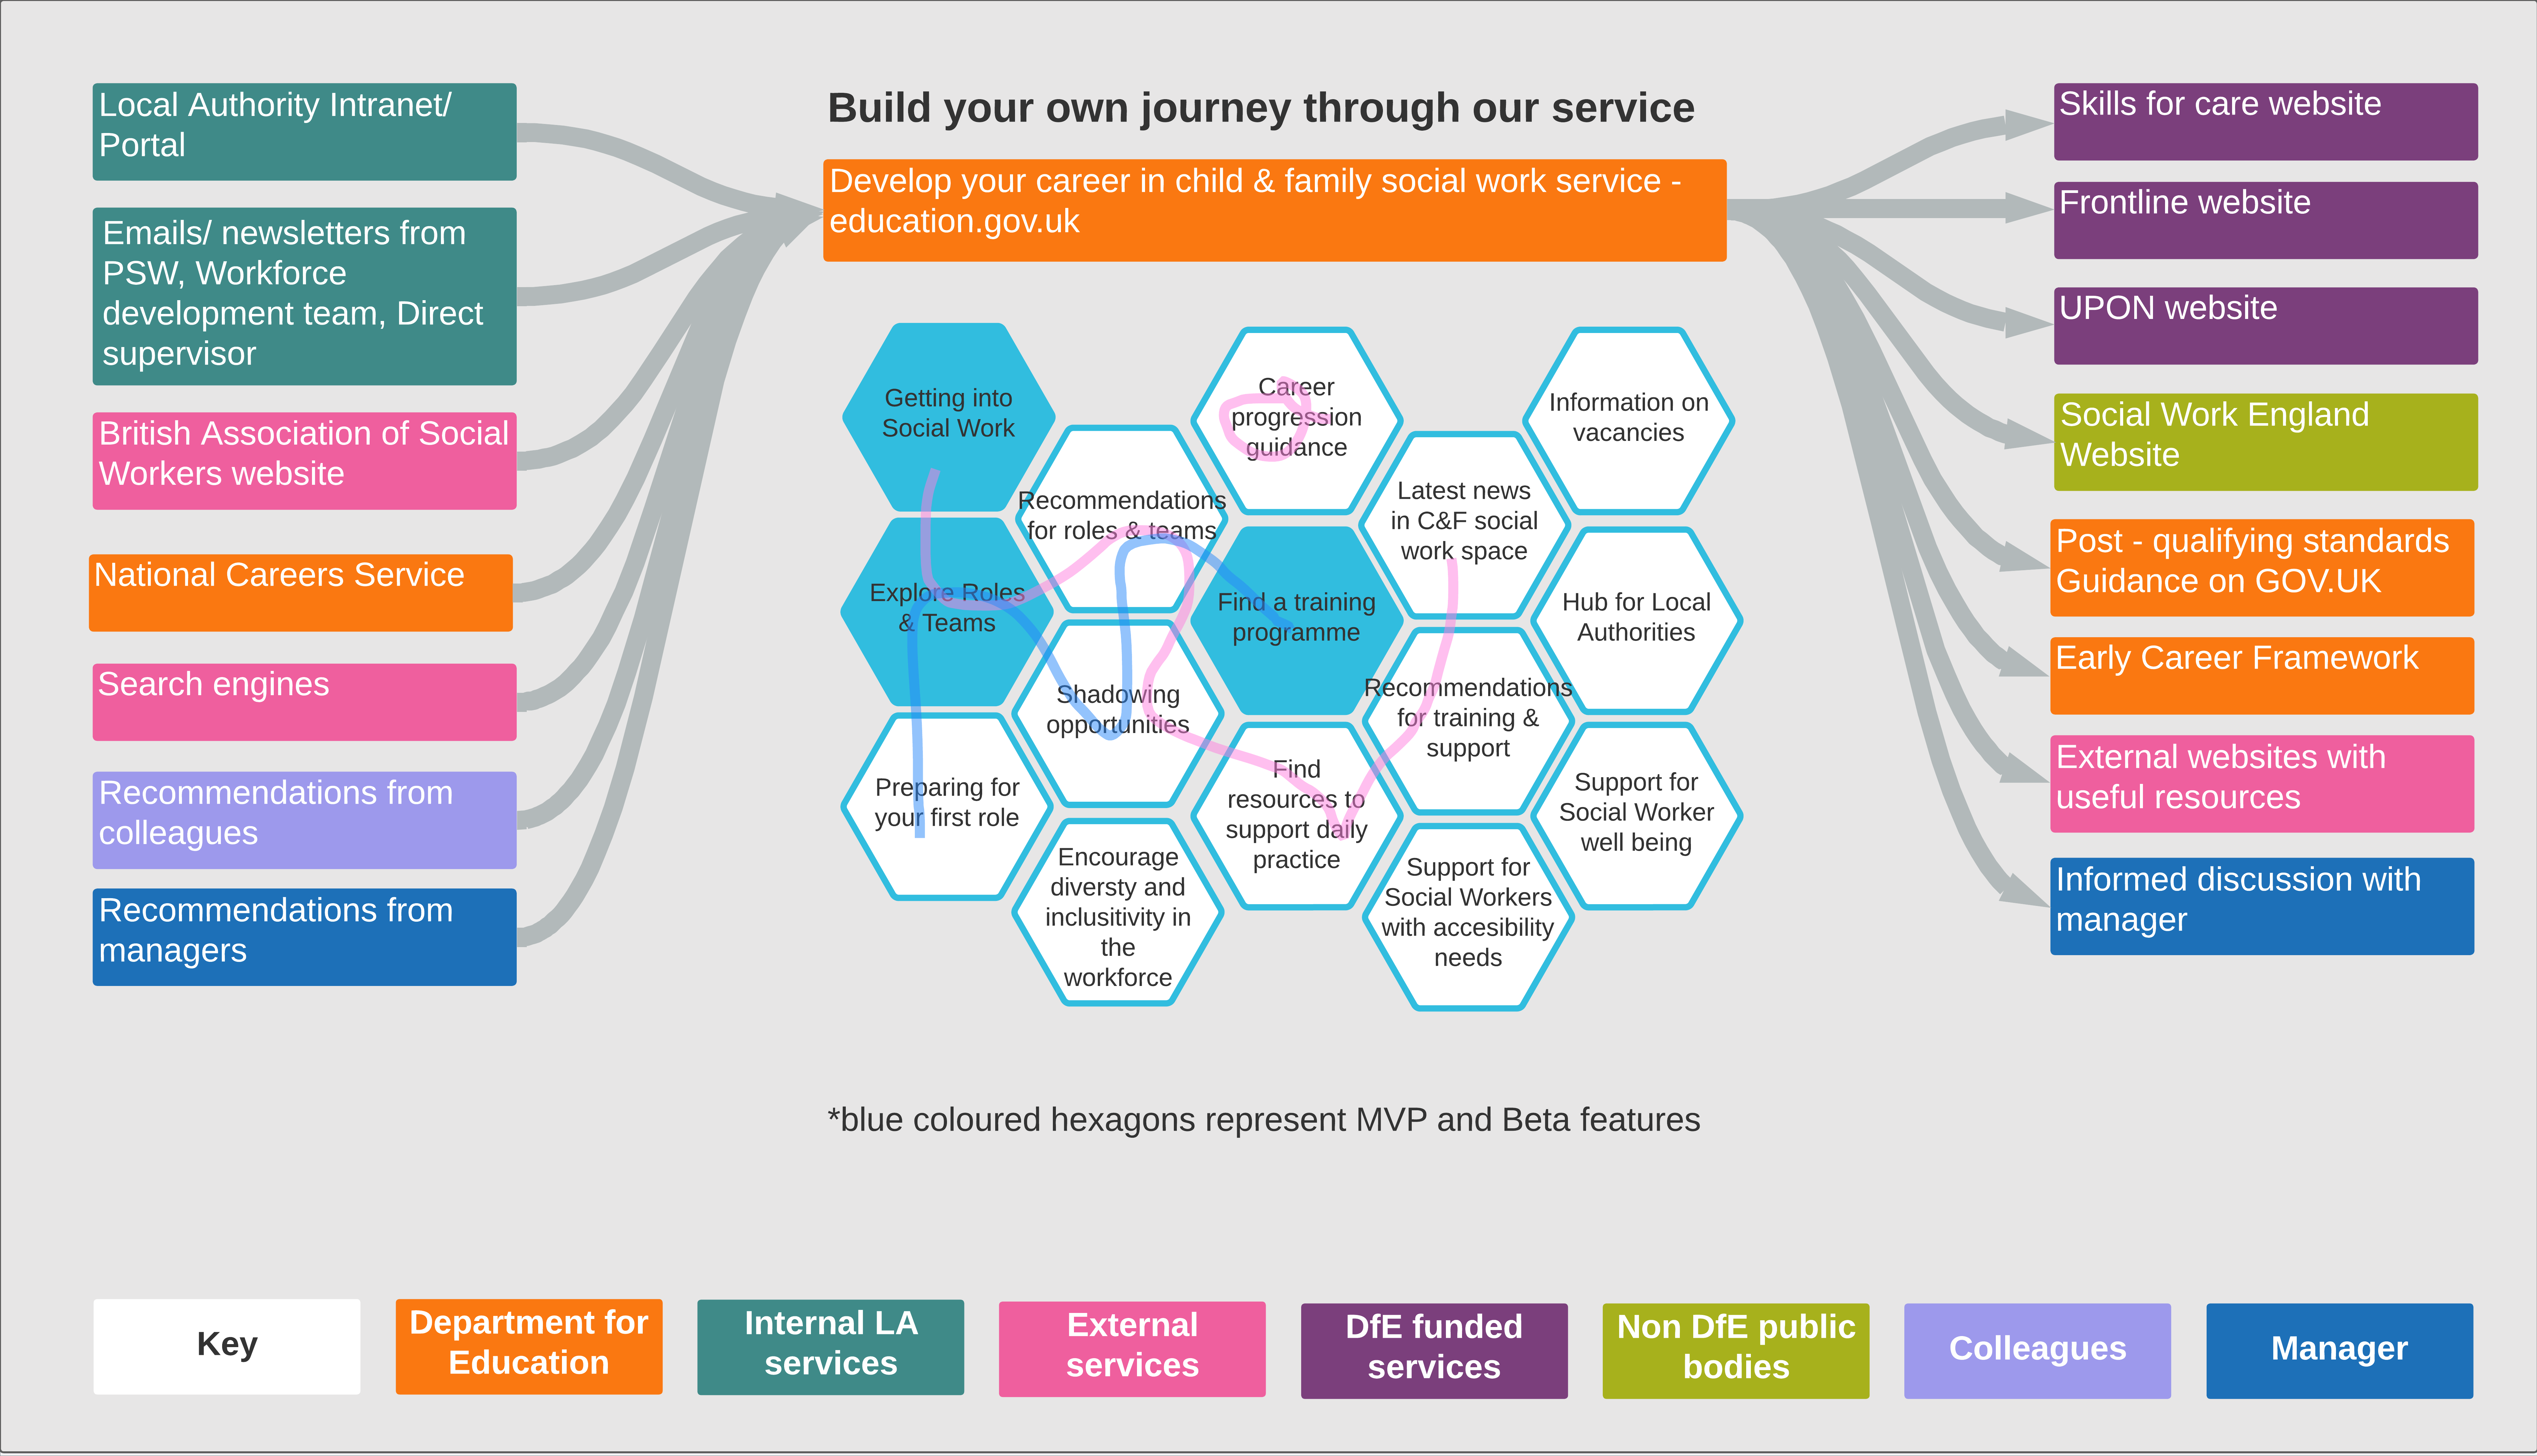 Build your own journey through our service
Local Authority Intranet/
Portal
Emails/ newsletters from
PSW, Workforce
development team, Direct
supervisor
British Association of Social
Workers website
National Careers Service
Search engines
Recommendations from
colleagues
Recommendations from
managers
Develop your career in child & family social work service -
education.gov.uk
Getting into
Social Work
Explore Roles
& Teams
Preparing for
your first role
Recommendations
for roles & teams
Shadowing
opportunities
Encourage
diversty and
inclusitivity in
the
workforce
Career
progression
guidance
Find a training
programme
Find
resources to
support daily
practice
Latest news
in C&F social
work space
Recommendations
for training &
support
Support for
Social Workers
with accesibility
needs
Information on
vacancies
Hub for Local
Authorities
Support for
Social Worker
well being
*blue coloured hexagons represent MVP and Beta features
Skills for care website
Frontline website
UPON website
Social Work England
Website
Post - qualifying standards
Guidance on GOV.UK
Early Career Framework
External websites with
useful resources
Informed discussion with
manager
Key
Department for
Education
Internal LA
services
External
services
DfE funded
services
Non DfE public
bodies
Colleagues
Manager